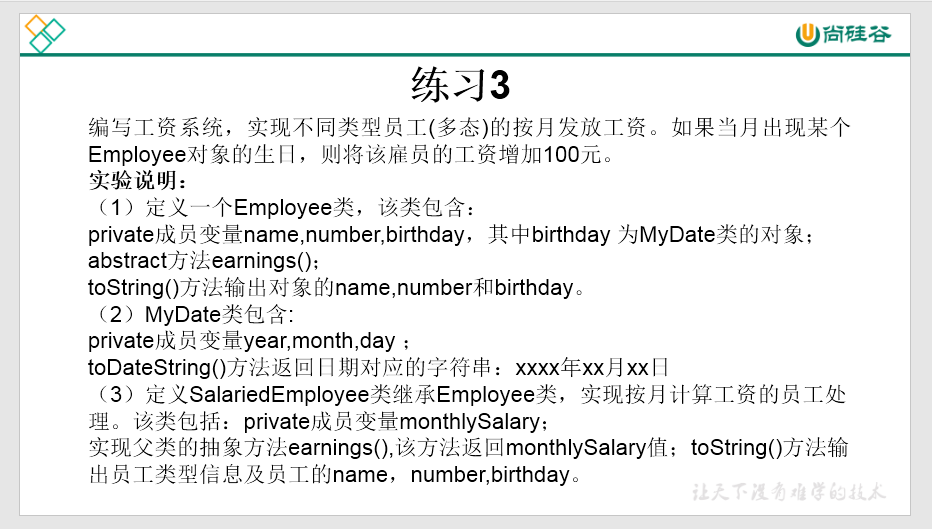 尚硅谷
练习3
编写工资系统，实现不同类型员工(多态)的按月发放工资。如果当月出现某个
Employee对象的生日，则将该雇员的工资增加100元。
实验说明：
（1）定义一个Employee类，该类包含：
private成员变量name,number,birthday，其中birthday 为MyDate类的对象；
abstract方法earnings()；
toString()方法输出对象的name,number和birthday。
（2）MyDate类包含:
private成员变量year,month,day ；
toDateString()方法返回日期对应的字符串：xxxx年xx月xx日
（3）定义SalariedEmployee类继承Employee类，实现按月计算工资的员工处
理。该类包括：private成员变量monthlySalary；
实现父类的抽象方法earnings(),该方法返回monthlySalary值；toString()方法输
出员工类型信息及员工的name，number,birthday。
让天下没有难学的技术